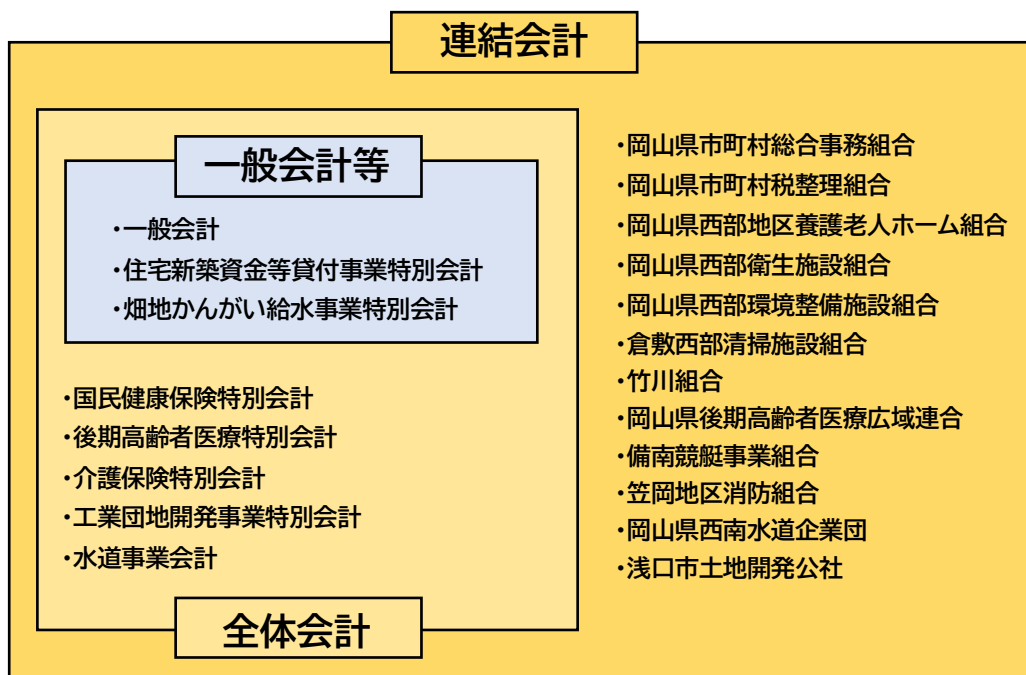 連結会計
一般会計等
・一般会計
・住宅新築資金等貸付事業特別会計
・畑地かんがい給水事業特別会計
・国民健康保険特別会計
・後期高齢者医療特別会計
・介護保険特別会計
・工業団地開発事業特別会計
・水道事業会計
全体会計
・岡山県市町村総合事務組合
・岡山県市町村税整理組合
・岡山県西部地区養護老人ホーム組合
・岡山県西部衛生施設組合
・岡山県西部環境整備施設組合
・倉敷西部清掃施設組合
・竹川組合
・岡山県後期高齢者医療広域連合
・備南競艇事業組合
・笠岡地区消防組合
・岡山県西南水道企業団
・浅口市土地開発公社